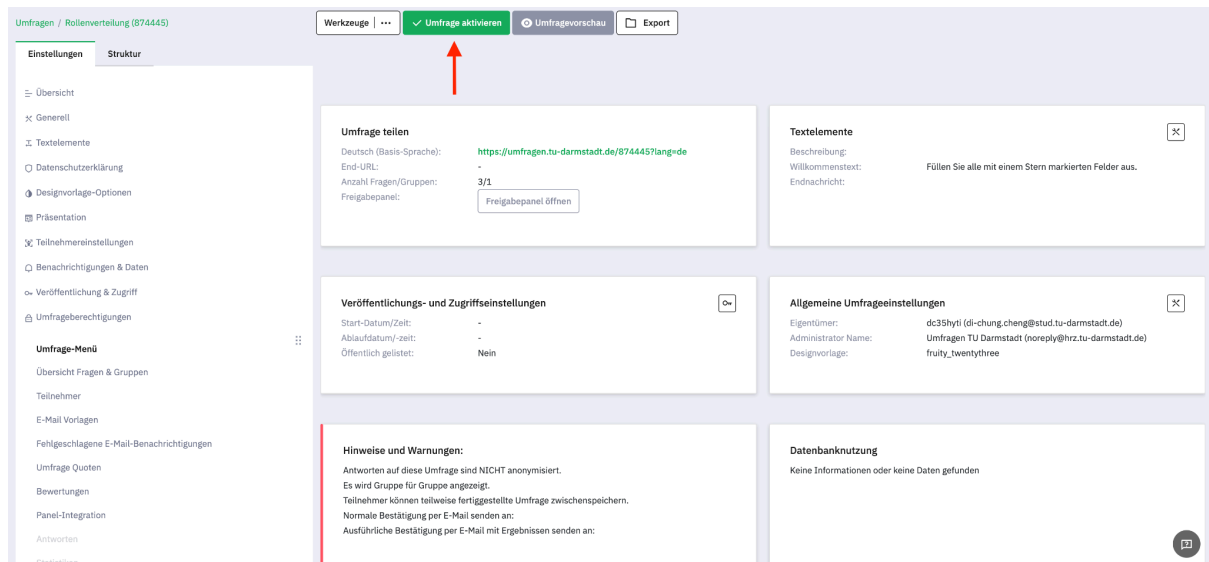 Umfragen / Rollenverteilung (874445)
Werkzeuge | ···
Umfrage aktivieren
Umfragevorschau
Export
Einstellungen
Struktur
Übersicht
Generell
Textelemente
Datenschutzerklärung
Designvorlage-Optionen
Präsentation
Teilnehmereinstellungen
Benachrichtigungen & Daten
Veröffentlichung & Zugriff
Umfrageberechtigungen
Umfrage-Menü
Übersicht Fragen & Gruppen
Teilnehmer
E-Mail Vorlagen
Fehlgeschlagene E-Mail-Benachrichtigungen
Umfrage Quoten
Bewertungen
Panel-Integration
Antworten
Umfrage teilen
Deutsch (Basis-Sprache): https://umfragen.tu-darmstadt.de/874445?lang=de
End-URL: -
Anzahl Fragen/Gruppen: 3/1
Freigabepanel: Freigabepanel öffnen
Textelemente
Beschreibung:
Willkommenstext: Füllen Sie alle mit einem Stern markierten Felder aus.
Endnachricht:
Veröffentlichungs- und Zugriffseinstellungen
Start-Datum/Zeit: -
Ablaufdatum/-zeit: -
Öffentlich gelistet: Nein
Allgemeine Umfrageeinstellungen
Eigentümer: dc35hyti (di-chung.cheng@stud.tu-darmstadt.de)
Administrator Name: Umfragen TU Darmstadt (noreply@hrz.tu-darmstadt.de)
Designvorlage: fruity_twentythree
Hinweise und Warnungen:
Antworten auf diese Umfrage sind NICHT anonymisiert.
Es wird Gruppe für Gruppe angezeigt.
Teilnehmer können teilweise fertiggestellte Umfrage zwischenspeichern.
Normale Bestätigung per E-Mail senden an:
Ausführliche Bestätigung per E-Mail mit Ergebnissen senden an:
Datenbanknutzung
Keine Informationen oder keine Daten gefunden